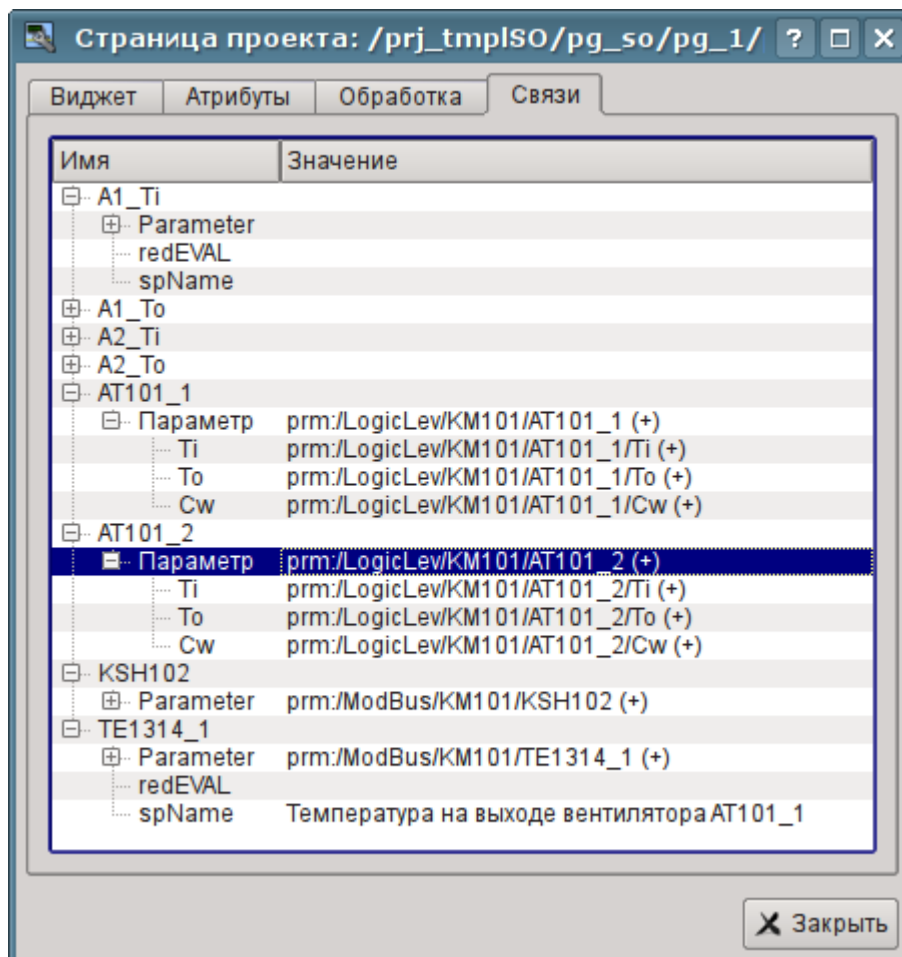 Страница проекта: /prj_tmplSO/pg_so/pg_1/ ?
Виджет Атрибуты Обработка Связи
Имя Значение
A1_Ti
Parameter
redEVAL
spName
A1_To
A2_Ti
A2_To
AT101_1
Параметр prm:/LogicLev/KM101/AT101_1 (+)
Ti prm:/LogicLev/KM101/AT101_1/Ti (+)
To prm:/LogicLev/KM101/AT101_1/To (+)
Cw prm:/LogicLev/KM101/AT101_1/Cw (+)
AT101_2
Параметр prm:/LogicLev/KM101/AT101_2 (+)
Ti prm:/LogicLev/KM101/AT101_2/Ti (+)
To prm:/LogicLev/KM101/AT101_2/To (+)
Cw prm:/LogicLev/KM101/AT101_2/Cw (+)
KSH102
Parameter prm:/ModBus/KM101/KSH102 (+)
TE1314_1
Parameter prm:/ModBus/KM101/TE1314_1 (+)
redEVAL
spName Температура на выходе вентилятора AT101_1
Закрыть